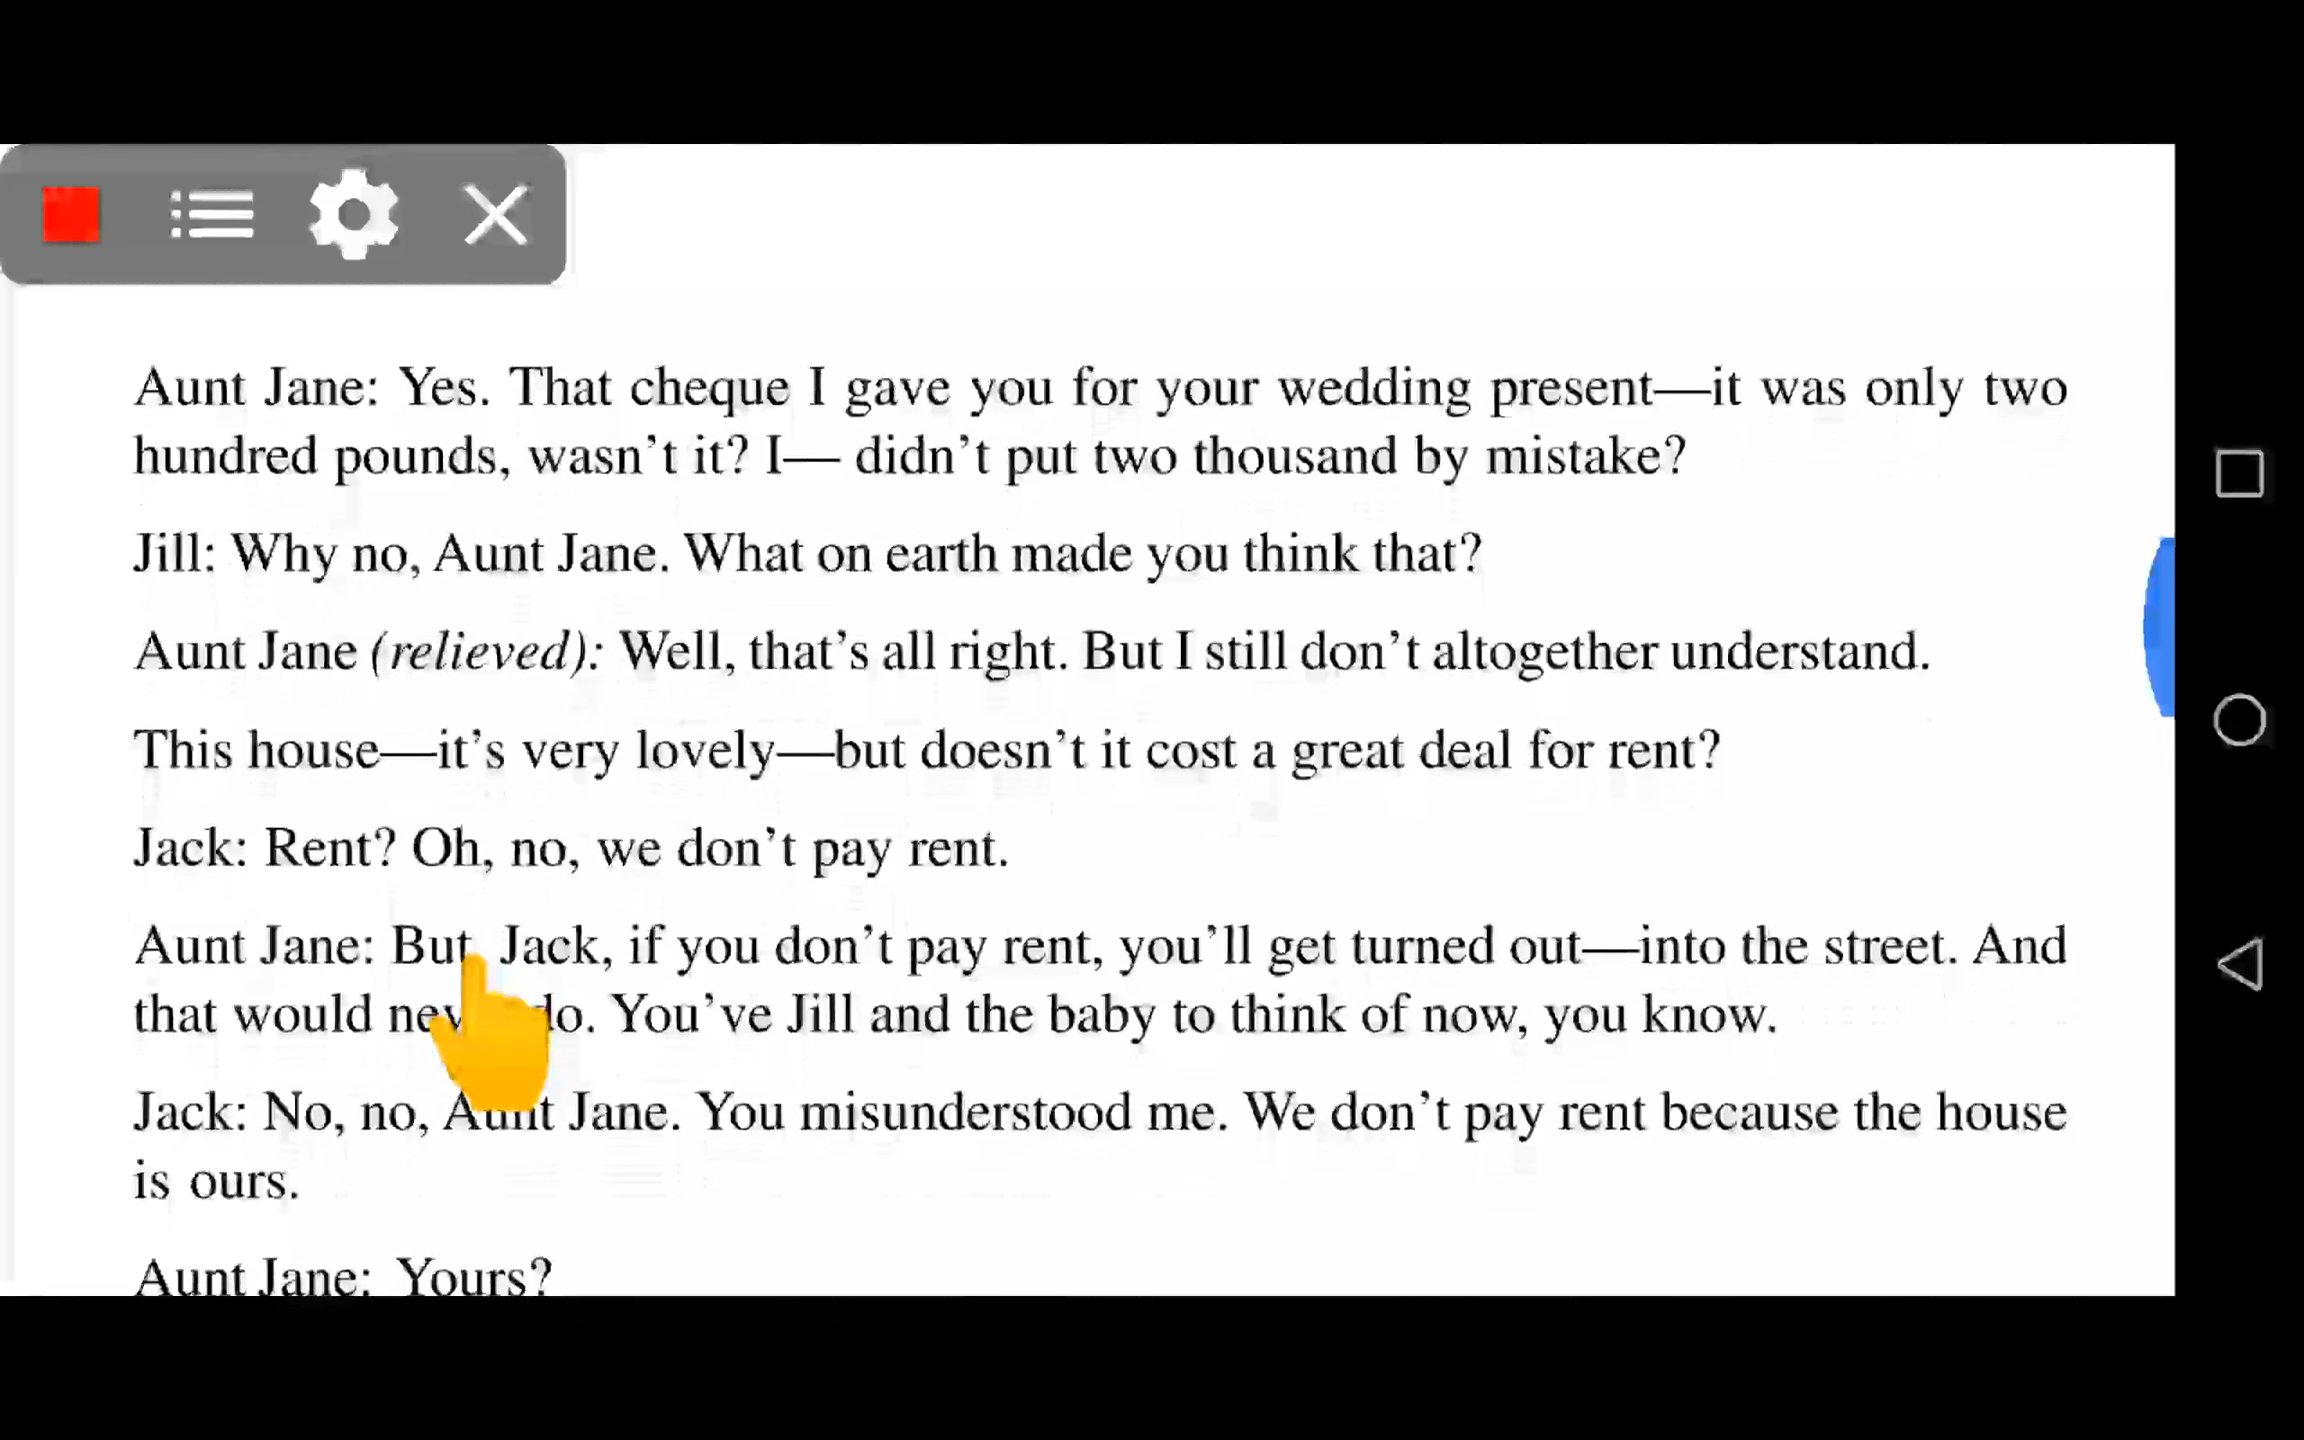 Aunt Jane: Yes. That cheque I gave you for your wedding present—it was only two
hundred pounds, wasn't it? I— didn't put two thousand by mistake?
Jill: Why no, Aunt Jane. What on earth made you think that?
Aunt Jane (relieved): Well, that's all right. But I still don't altogether understand.
This house—it's very lovely—but doesn't it cost a great deal for rent?
Jack: Rent? Oh, no, we don't pay rent.
Aunt Jane: But, Jack, if you don't pay rent, you'll get turned out—into the street. And
that would do. You've Jill and the baby to think of now, you know.
Jack: No, no, Aunt Jane. You misunderstood me. We don't pay rent because the house
is ours.
Aunt Jane: Yours?